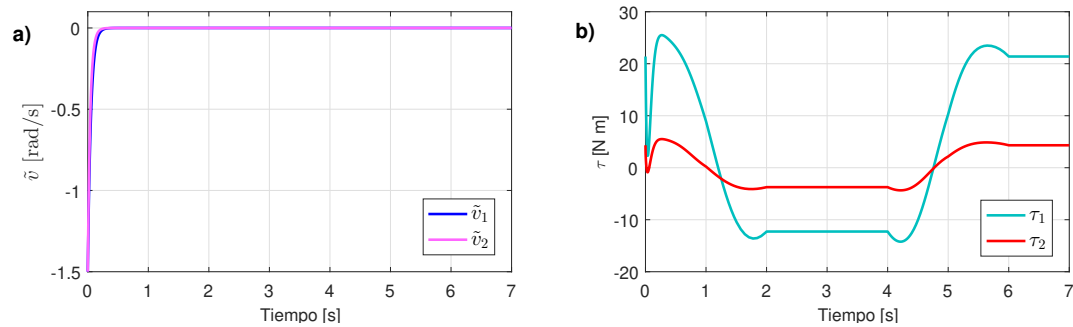 a)
0
-0.5
-1
-1.5
ṽ [rad/s]
ṽ₁
ṽ₂
0 1 2 3 4 5 6 7
Tiempo [s]
b)
30
20
10
0
-10
-20
τ [N m]
τ₁
τ₂
0 1 2 3 4 5 6 7
Tiempo [s]